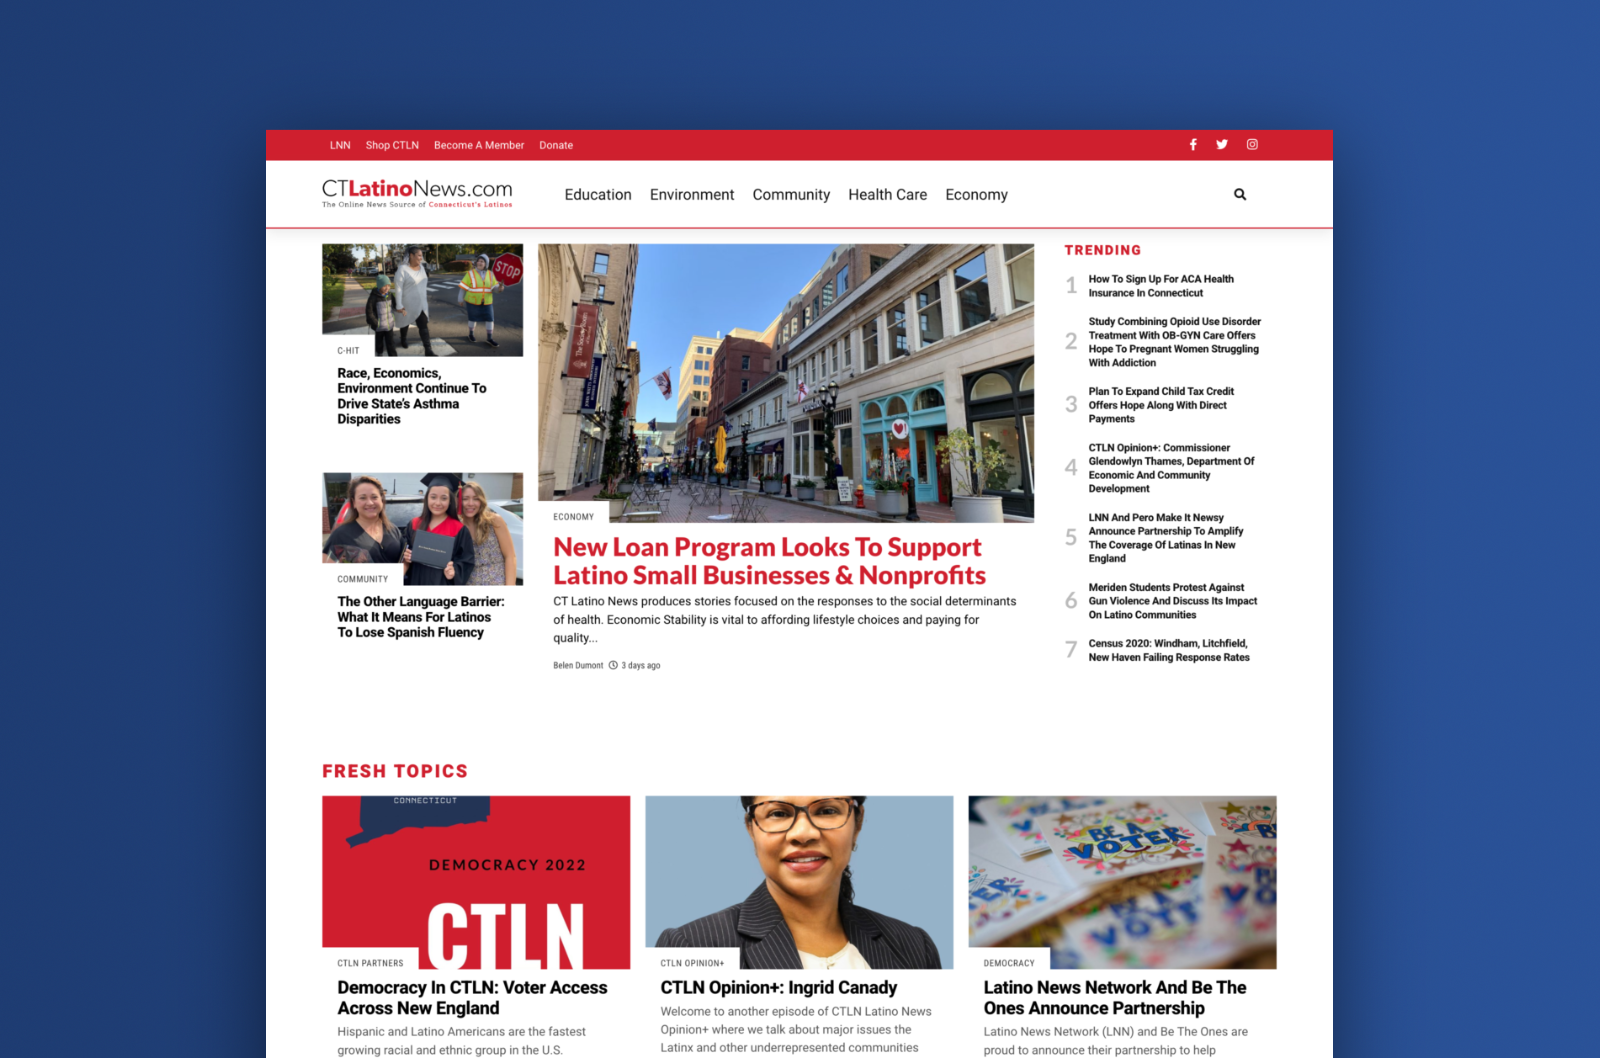 LNN Shop CTLN Become A Member Donate
CTLatinoNews.com
The Online News Source of Connecticut's Latinos
Education Environment Community Health Care Economy
STOP
C-HIT
Race, Economics,
Environment Continue To
Drive State's Asthma
Disparities
COMMUNITY
The Other Language Barrier:
What It Means For Latinos
To Lose Spanish Fluency
ECONOMY
New Loan Program Looks To Support
Latino Small Businesses & Nonprofits
CT Latino News produces stories focused on the responses to the social determinants
of health. Economic Stability is vital to affording lifestyle choices and paying for
quality...
Belen Dumont 3 days ago
TRENDING
1 How To Sign Up For ACA Health
Insurance In Connecticut
2 Study Combining Opioid Use Disorder
Treatment With OB-GYN Care Offers
Hope To Pregnant Women Struggling
With Addiction
3 Plan To Expand Child Tax Credit
Offers Hope Along With Direct
Payments
4 CTLN Opinion+: Commissioner
Glendowlyn Thames, Department Of
Economic And Community
Development
5 LNN And Pero Make It Newsy
Announce Partnership To Amplify
The Coverage Of Latinas In New
England
6 Meriden Students Protest Against
Gun Violence And Discuss Its Impact
On Latino Communities
7 Census 2020: Windham, Litchfield,
New Haven Failing Response Rates
FRESH TOPICS
CONNECTICUT
DEMOCRACY 2022
CTLN
CTLN PARTNERS
Democracy In CTLN: Voter Access
Across New England
Hispanic and Latino Americans are the fastest
growing racial and ethnic group in the U.S.
CTLN OPINION+
CTLN Opinion+: Ingrid Canady
Welcome to another episode of CTLN Latino News
Opinion+ where we talk about major issues the
Latinx and other underrepresented communities
BE A
VOTER
DEMOCRACY
Latino News Network And Be The
Ones Announce Partnership
Latino News Network (LNN) and Be The Ones are
proud to announce their partnership to help